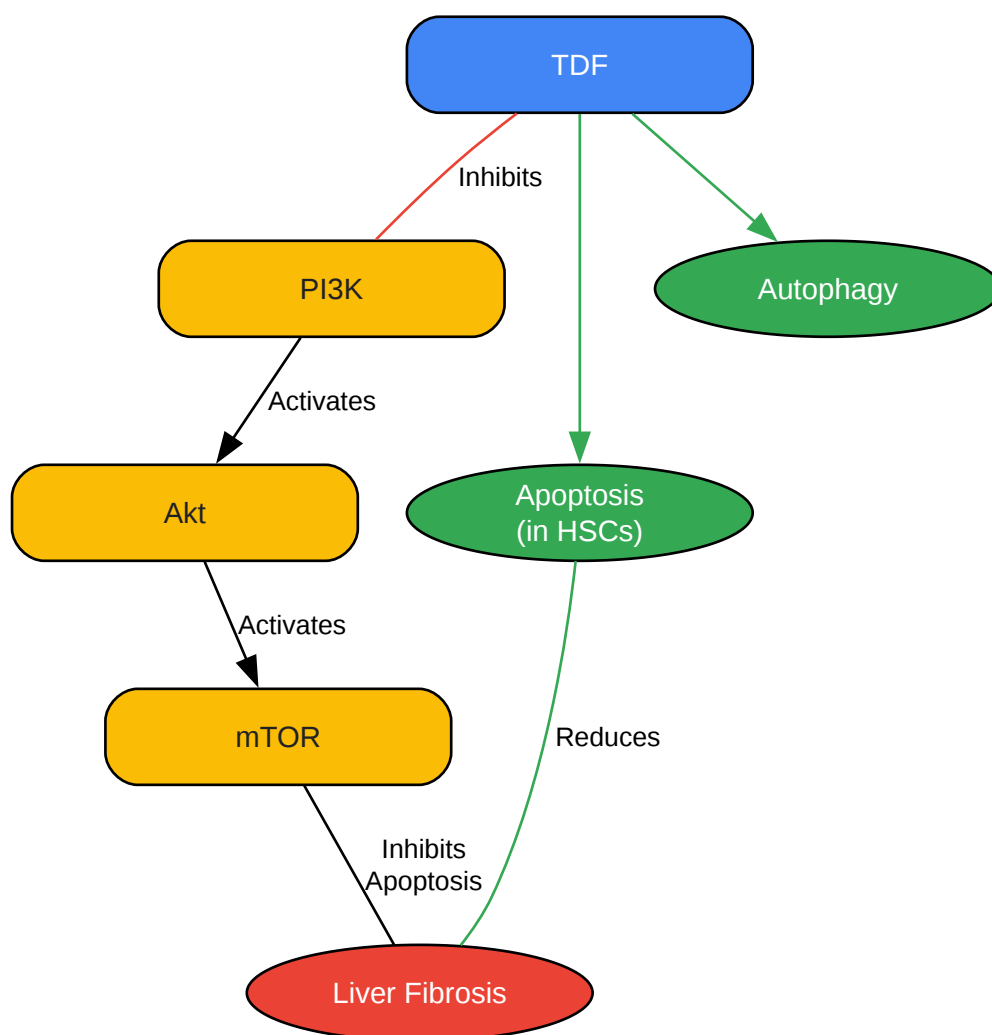 TDF
Inhibits
PI3K
Autophagy
Activates
Akt
Apoptosis
(in HSCs)
Activates
mTOR
Reduces
Inhibits
Apoptosis
Liver Fibrosis